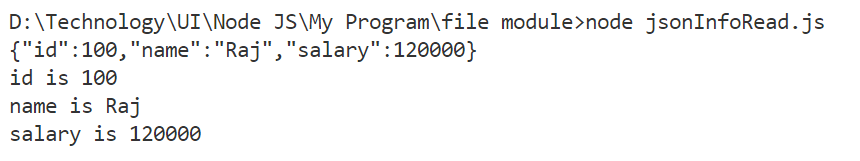 D:\Technology\UI\Node JS\My Program\file module>node jsonInfoRead.js
{"id":100,"name":"Raj","salary":120000}
id is 100
name is Raj
salary is 120000